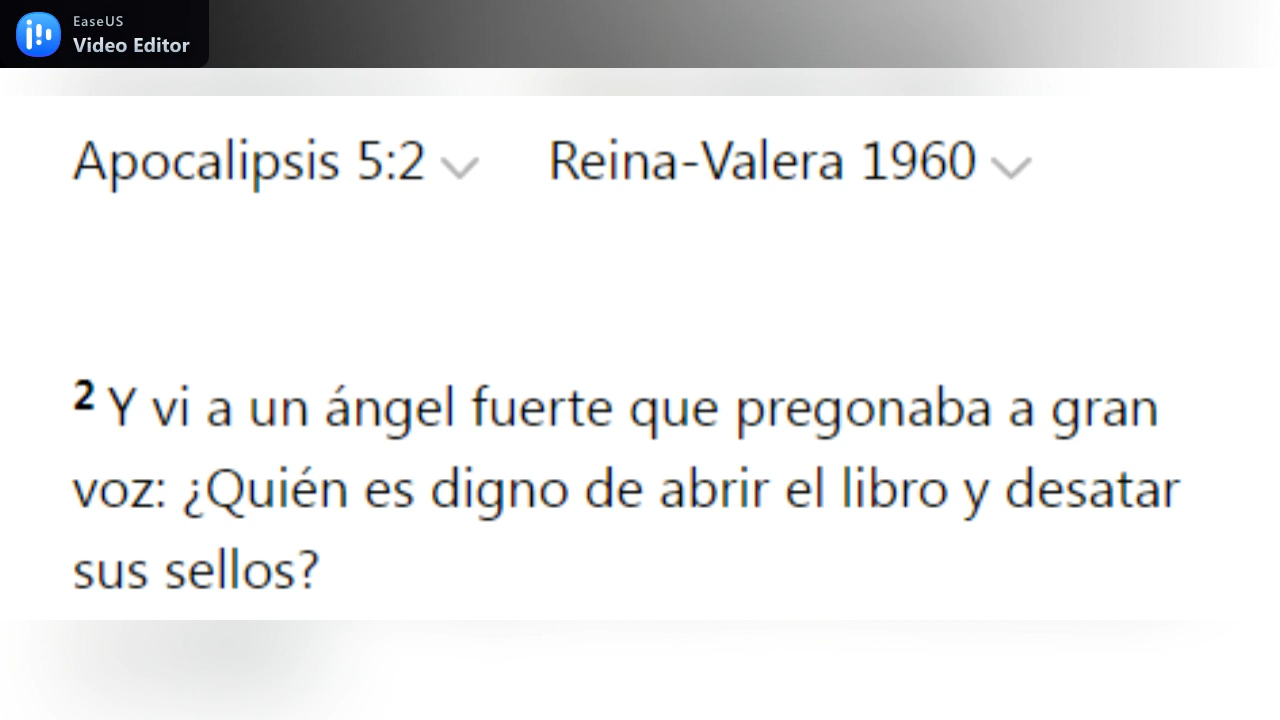 EaseUS
Video Editor
Apocalipsis 5:2 Reina-Valera 1960
2 Y vi a un ángel fuerte que pregonaba a gran
voz: ¿Quién es digno de abrir el libro y desatar
sus sellos?